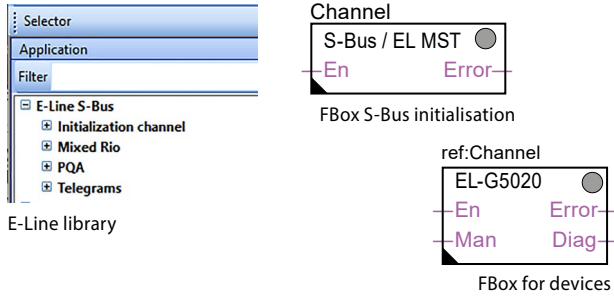 Selector
Application
Filter
E-Line S-Bus
Initialization channel
Mixed Rio
PQA
Telegrams
E-Line library
Channel
S-Bus / EL MST
En Error
FBox S-Bus initialisation
ref:Channel
EL-G5020
En Error
Man Diag
FBox for devices